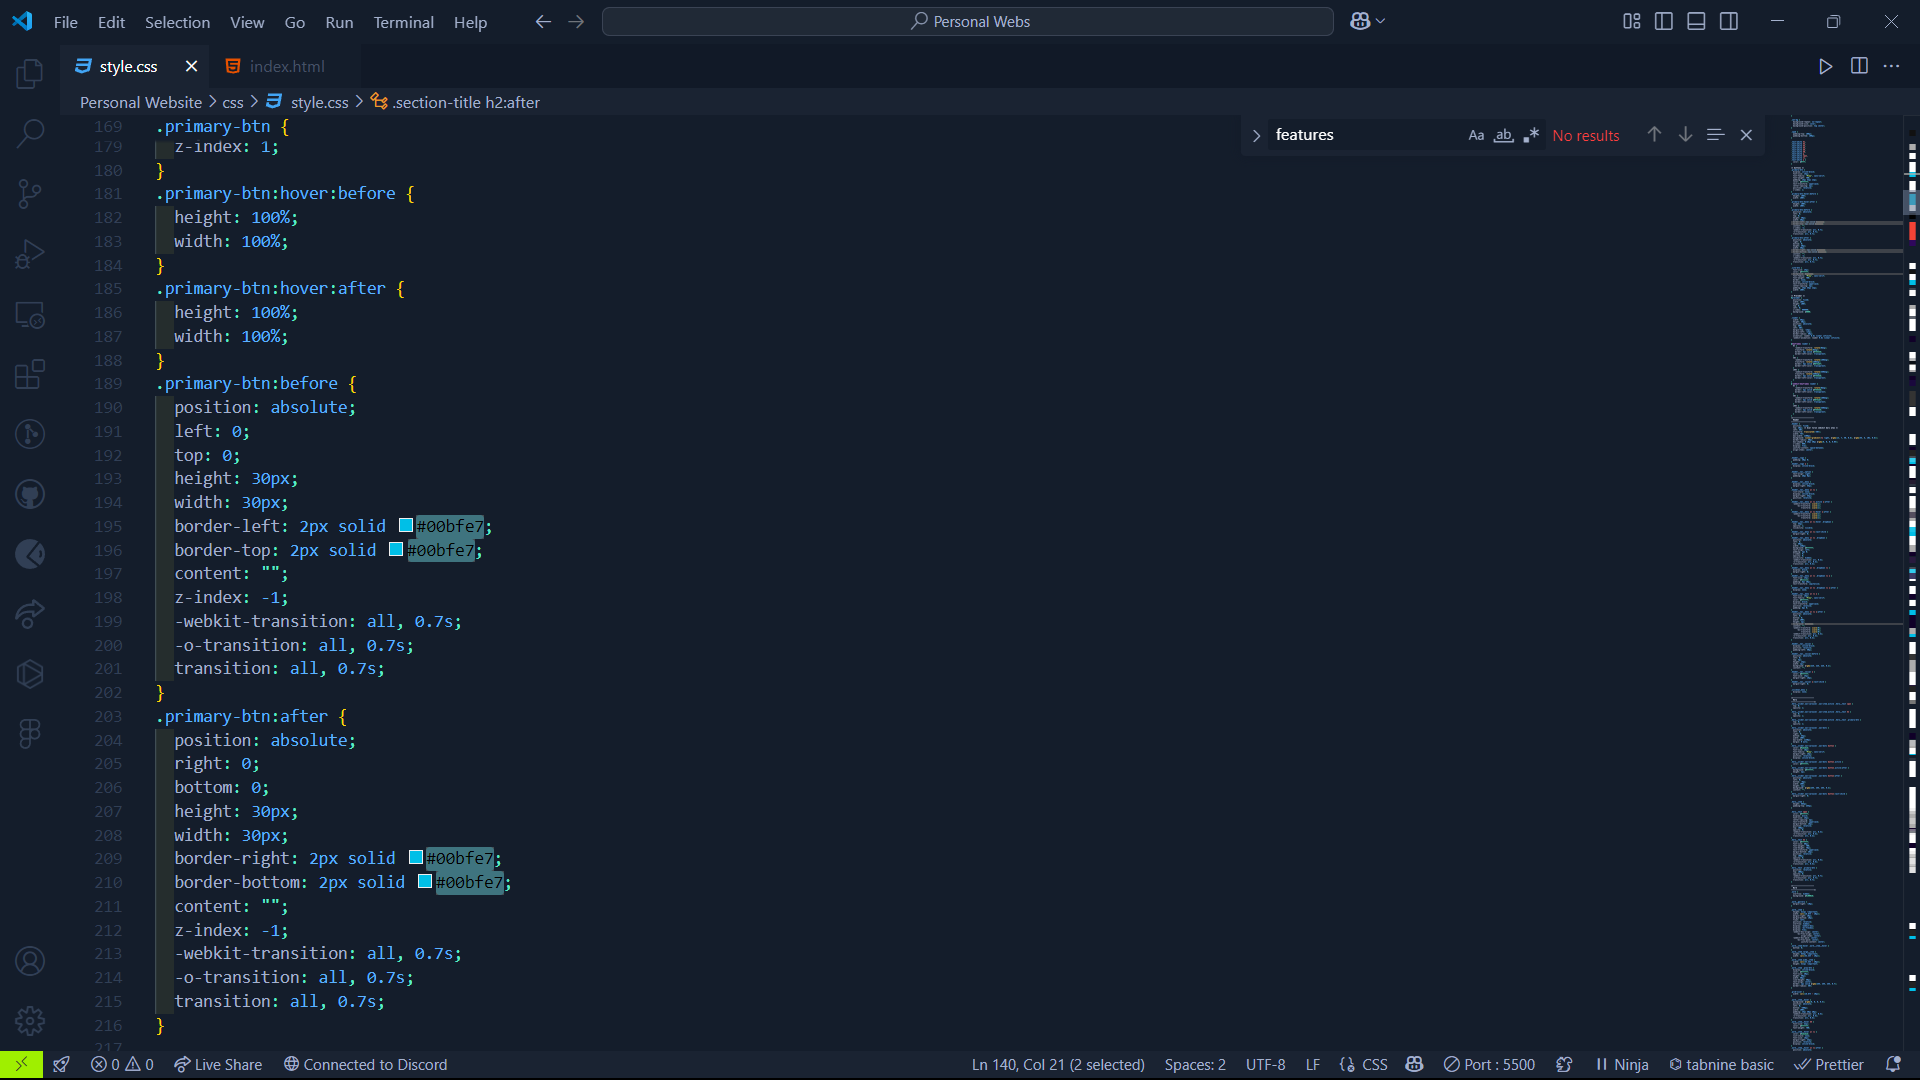 File Edit Selection View Go Run Terminal Help Personal Webs
style.css index.html
Personal Website > css > style.css > .section-title h2:after
features Aa ab No results
169 .primary-btn {
179 z-index: 1;
180 }
181 .primary-btn:hover:before {
182 height: 100%;
183 width: 100%;
184 }
185 .primary-btn:hover:after {
186 height: 100%;
187 width: 100%;
188 }
189 .primary-btn:before {
190 position: absolute;
191 left: 0;
192 top: 0;
193 height: 30px;
194 width: 30px;
195 border-left: 2px solid #00bfe7;
196 border-top: 2px solid #00bfe7;
197 content: "";
198 z-index: -1;
199 -webkit-transition: all, 0.7s;
200 -o-transition: all, 0.7s;
201 transition: all, 0.7s;
202 }
203 .primary-btn:after {
204 position: absolute;
205 right: 0;
206 bottom: 0;
207 height: 30px;
208 width: 30px;
209 border-right: 2px solid #00bfe7;
210 border-bottom: 2px solid #00bfe7;
211 content: "";
212 z-index: -1;
213 -webkit-transition: all, 0.7s;
214 -o-transition: all, 0.7s;
215 transition: all, 0.7s;
216 }
217
0 0 Live Share Connected to Discord Ln 140, Col 21 (2 selected) Spaces: 2 UTF-8 LF CSS Port : 5500 Ninja tabnine basic Prettier